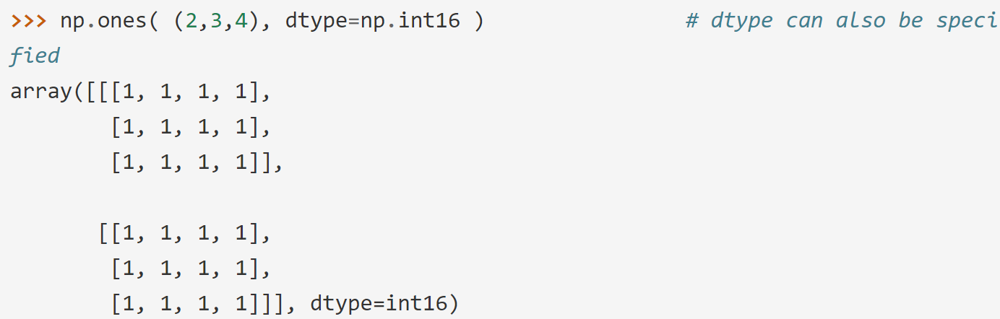 >>> np.ones( (2,3,4), dtype=np.int16 )                # dtype can also be speci
fied
array([[[1, 1, 1, 1],
        [1, 1, 1, 1],
        [1, 1, 1, 1]],
       [[1, 1, 1, 1],
        [1, 1, 1, 1],
        [1, 1, 1, 1]]], dtype=int16)